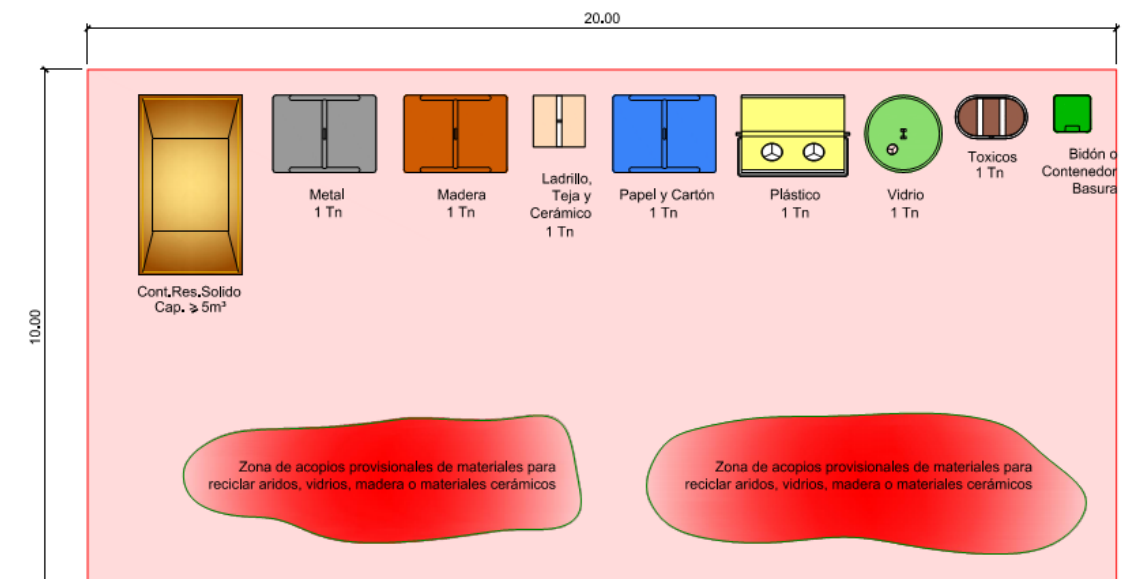 20.00
10.00
Cont.Res.Solido
Cap. ⩾ 5m³
Metal
1 Tn
Madera
1 Tn
Ladrillo,
Teja y
Cerámico
1 Tn
Papel y Cartón
1 Tn
Plástico
1 Tn
Vidrio
1 Tn
Toxicos
1 Tn
Bidón o
Contenedor
Basura
Zona de acopios provisionales de materiales para
reciclar aridos, vidrios, madera o materiales cerámicos
Zona de acopios provisionales de materiales para
reciclar aridos, vidrios, madera o materiales cerámicos